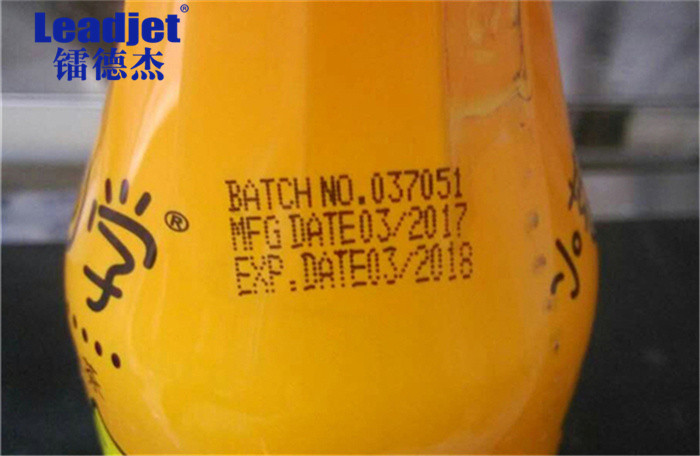 Leadjet®
镭德杰
BATCH NO.037051
MFG DATE03/2017
EXP.DATE03/2018
®